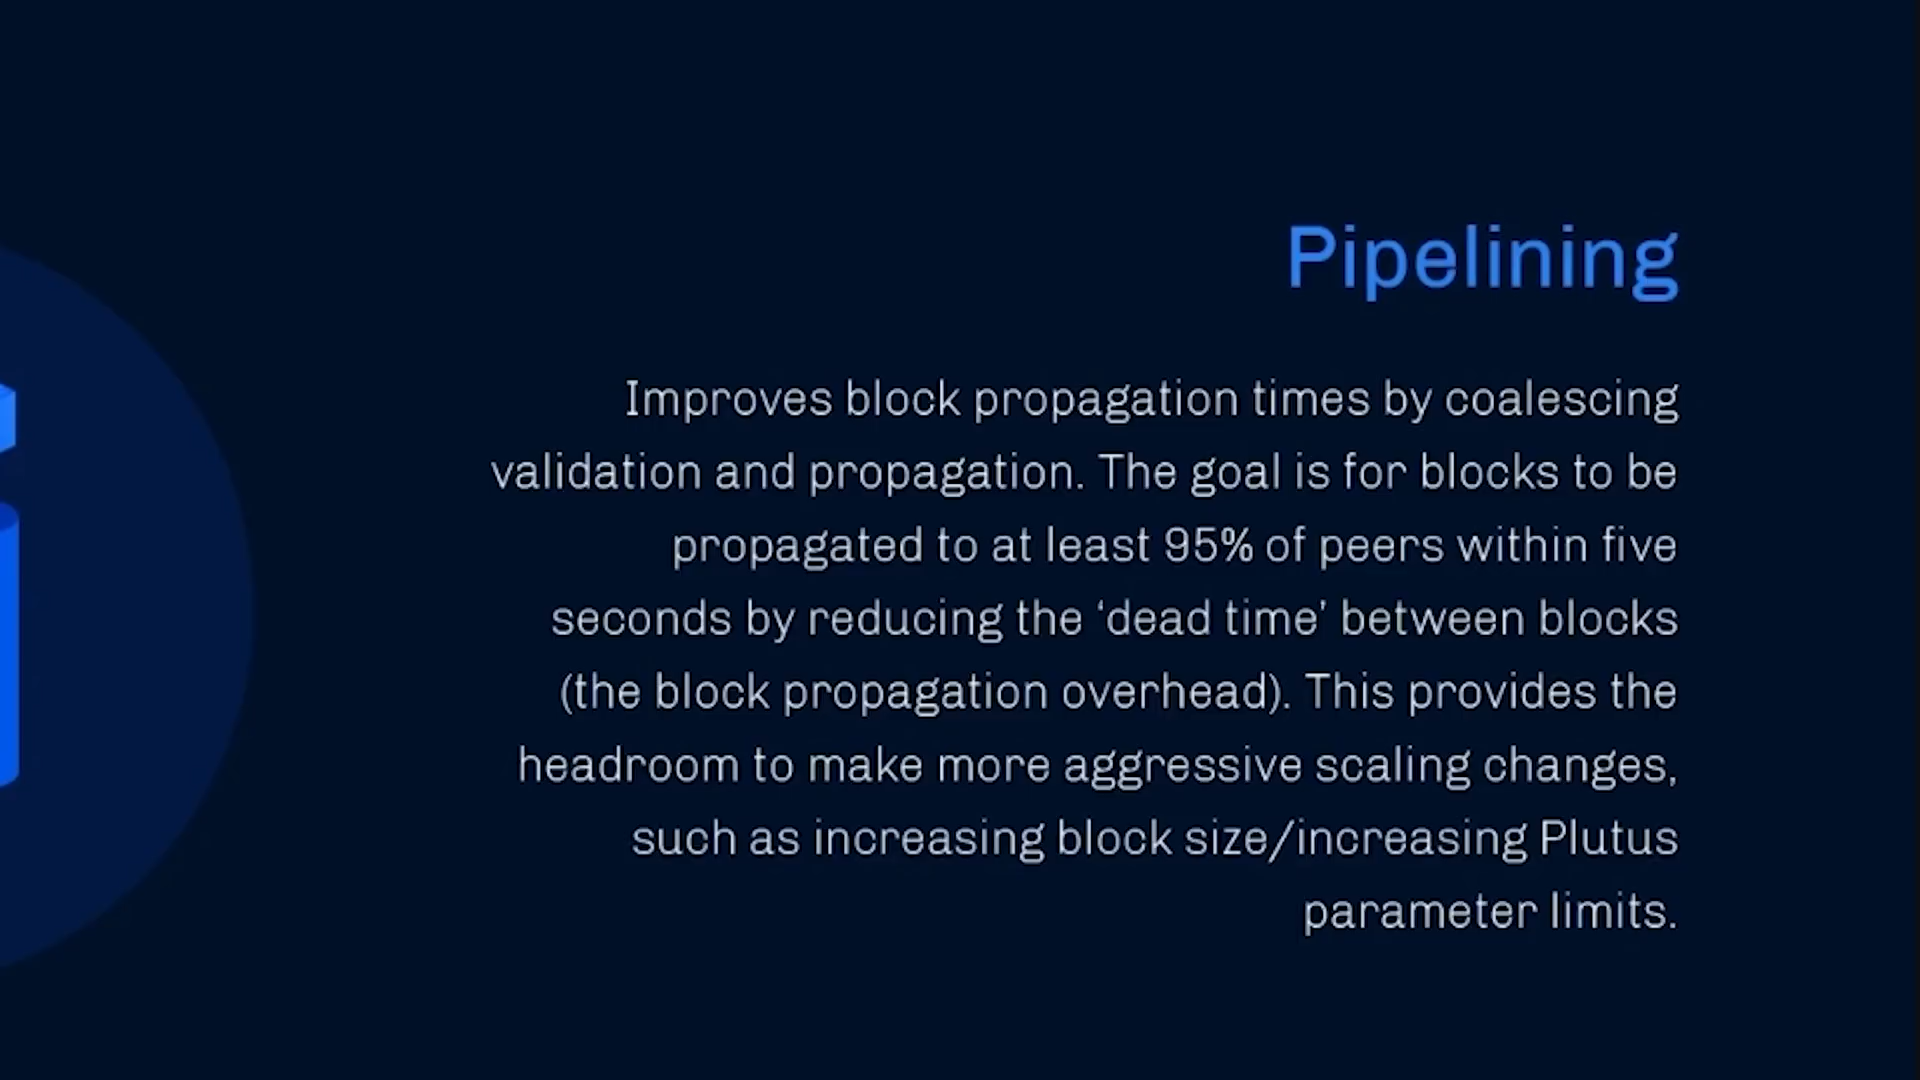 Pipelining
Improves block propagation times by coalescing
validation and propagation. The goal is for blocks to be
propagated to at least 95% of peers within five
seconds by reducing the ‘dead time’ between blocks
(the block propagation overhead). This provides the
headroom to make more aggressive scaling changes,
such as increasing block size/increasing Plutus
parameter limits.